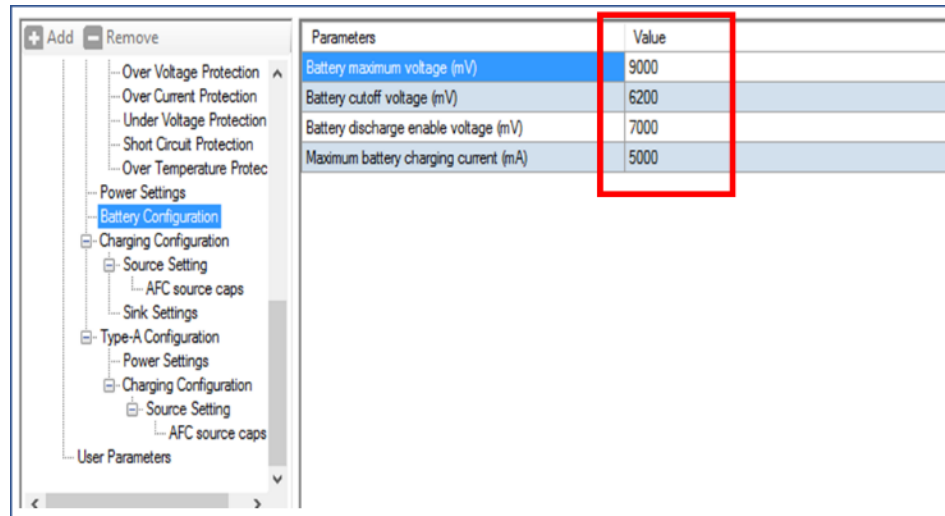 Add Remove
Over Voltage Protection
Over Current Protection
Under Voltage Protection
Short Circuit Protection
Over Temperature Protec
Power Settings
Battery Configuration
Charging Configuration
Source Setting
AFC source caps
Sink Settings
Type-A Configuration
Power Settings
Charging Configuration
Source Setting
AFC source caps
User Parameters
Parameters Value
Battery maximum voltage (mV) 9000
Battery cutoff voltage (mV) 6200
Battery discharge enable voltage (mV) 7000
Maximum battery charging current (mA) 5000